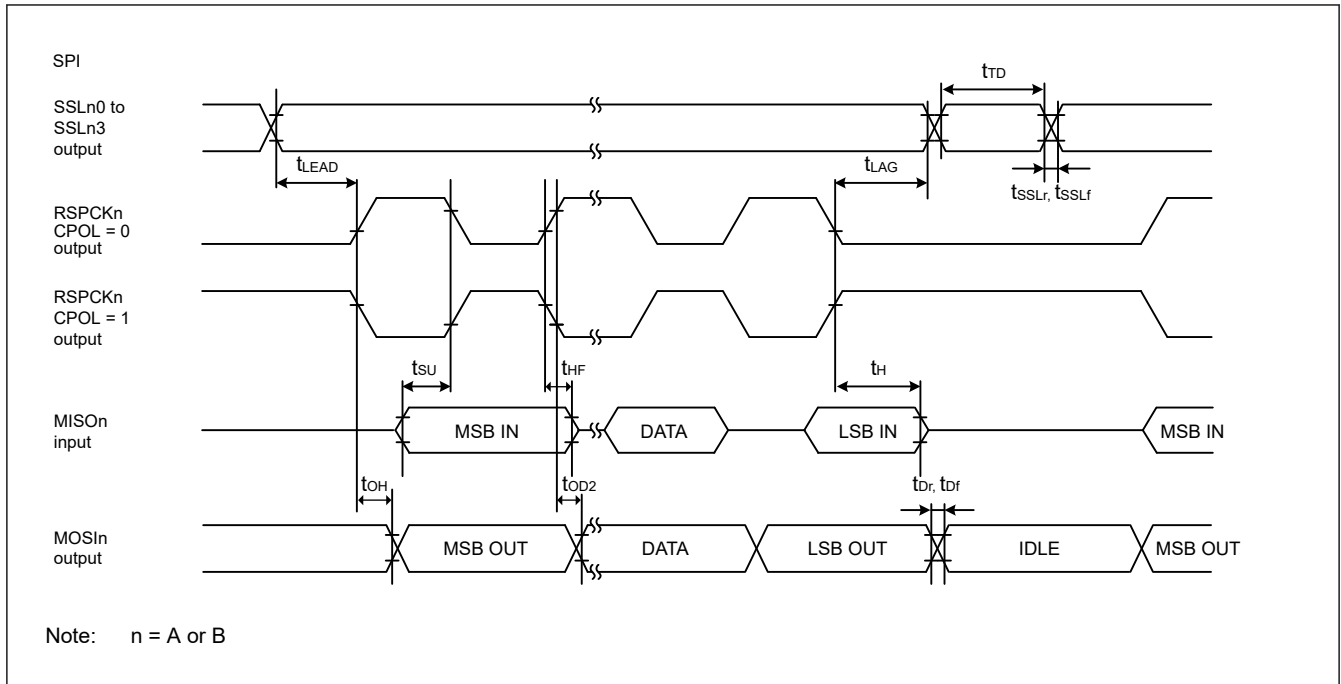 SPI
tTD
SSLn0 to
SSLn3
output
tLEAD
tLAG
tSSLr, tSSLf
RSPCKn
CPOL = 0
output
RSPCKn
CPOL = 1
output
tSU
tHF
tH
MISOn
input
MSB IN
DATA
LSB IN
MSB IN
tOH
tOD2
tDr, tDf
MOSIn
output
MSB OUT
DATA
LSB OUT
IDLE
MSB OUT
Note: n = A or B